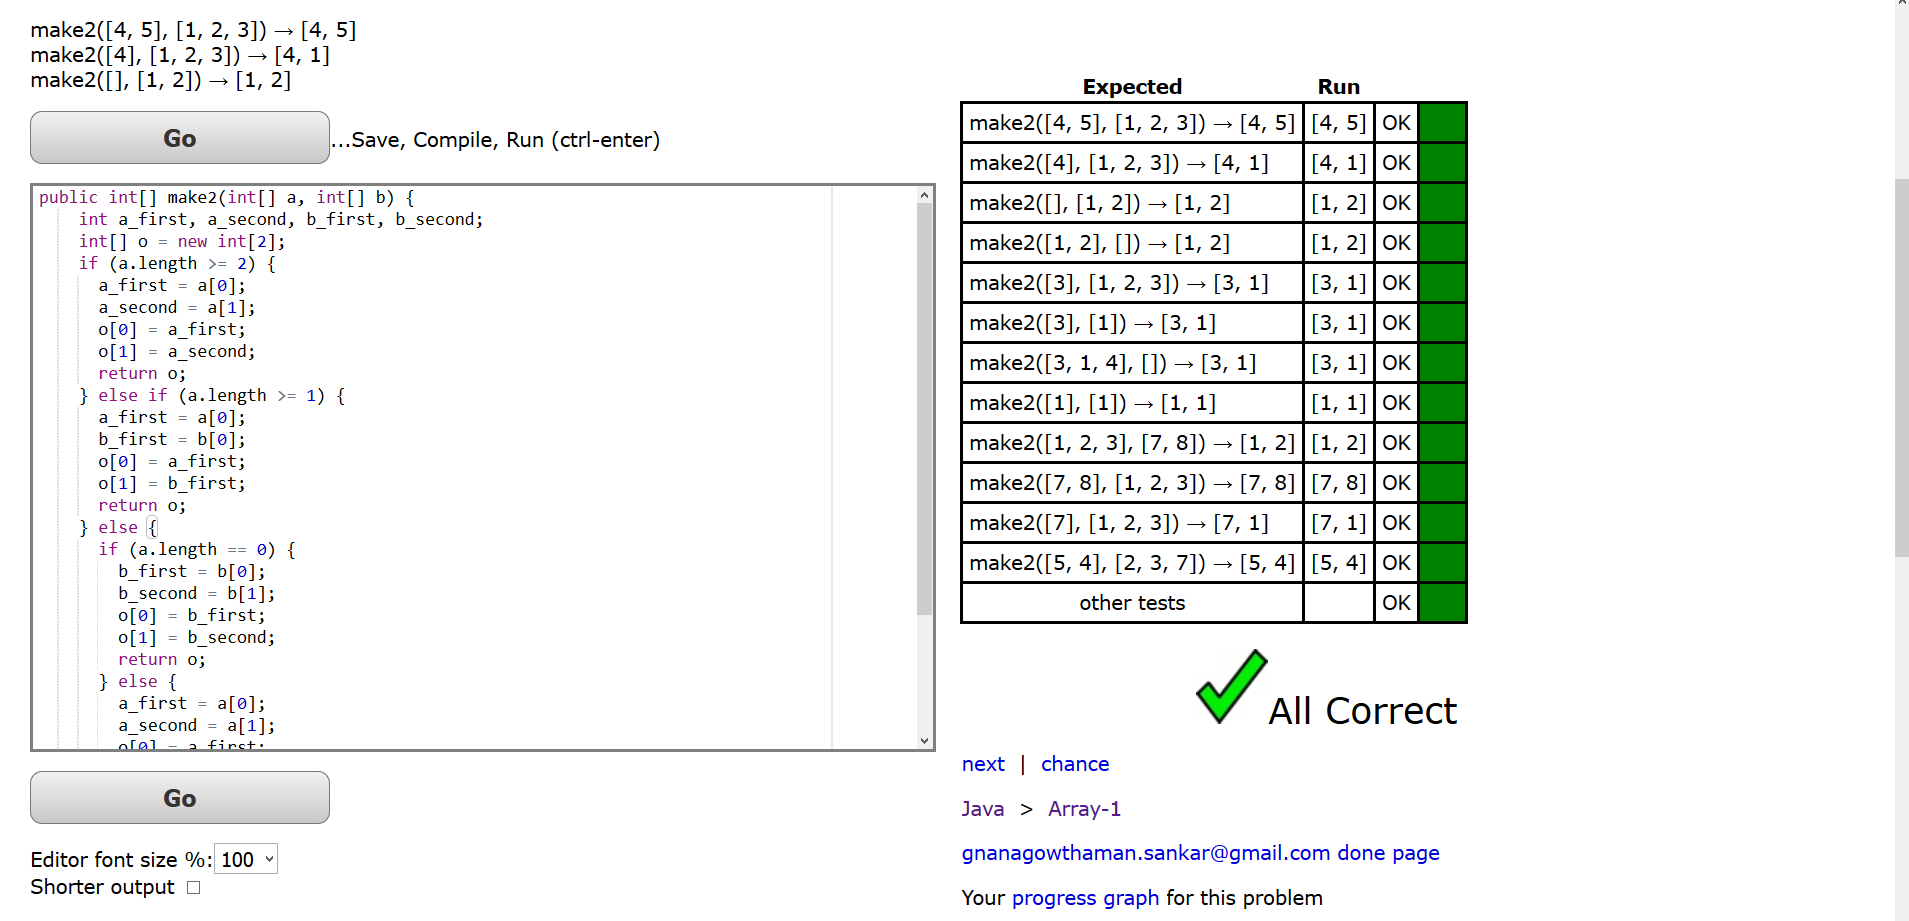 make2([4, 5], [1, 2, 3]) → [4, 5]
make2([4], [1, 2, 3]) → [4, 1]
make2([], [1, 2]) → [1, 2]
Go
...Save, Compile, Run (ctrl-enter)
public int[] make2(int[] a, int[] b) {
    int a_first, a_second, b_first, b_second;
    int[] o = new int[2];
    if (a.length >= 2) {
      a_first = a[0];
      a_second = a[1];
      o[0] = a_first;
      o[1] = a_second;
      return o;
    } else if (a.length >= 1) {
      a_first = a[0];
      b_first = b[0];
      o[0] = a_first;
      o[1] = b_first;
      return o;
    } else {
      if (a.length == 0) {
        b_first = b[0];
        b_second = b[1];
        o[0] = b_first;
        o[1] = b_second;
        return o;
      } else {
        a_first = a[0];
        a_second = a[1];
        o[0] = a_first;
Go
Editor font size %: 100
Shorter output
Expected Run
make2([4, 5], [1, 2, 3]) → [4, 5] [4, 5] OK
make2([4], [1, 2, 3]) → [4, 1] [4, 1] OK
make2([], [1, 2]) → [1, 2] [1, 2] OK
make2([1, 2], []) → [1, 2] [1, 2] OK
make2([3], [1, 2, 3]) → [3, 1] [3, 1] OK
make2([3], [1]) → [3, 1] [3, 1] OK
make2([3, 1, 4], []) → [3, 1] [3, 1] OK
make2([1], [1]) → [1, 1] [1, 1] OK
make2([1, 2, 3], [7, 8]) → [1, 2] [1, 2] OK
make2([7, 8], [1, 2, 3]) → [7, 8] [7, 8] OK
make2([7], [1, 2, 3]) → [7, 1] [7, 1] OK
make2([5, 4], [2, 3, 7]) → [5, 4] [5, 4] OK
other tests OK
All Correct
next | chance
Java > Array-1
gnanagowthaman.sankar@gmail.com done page
Your progress graph for this problem